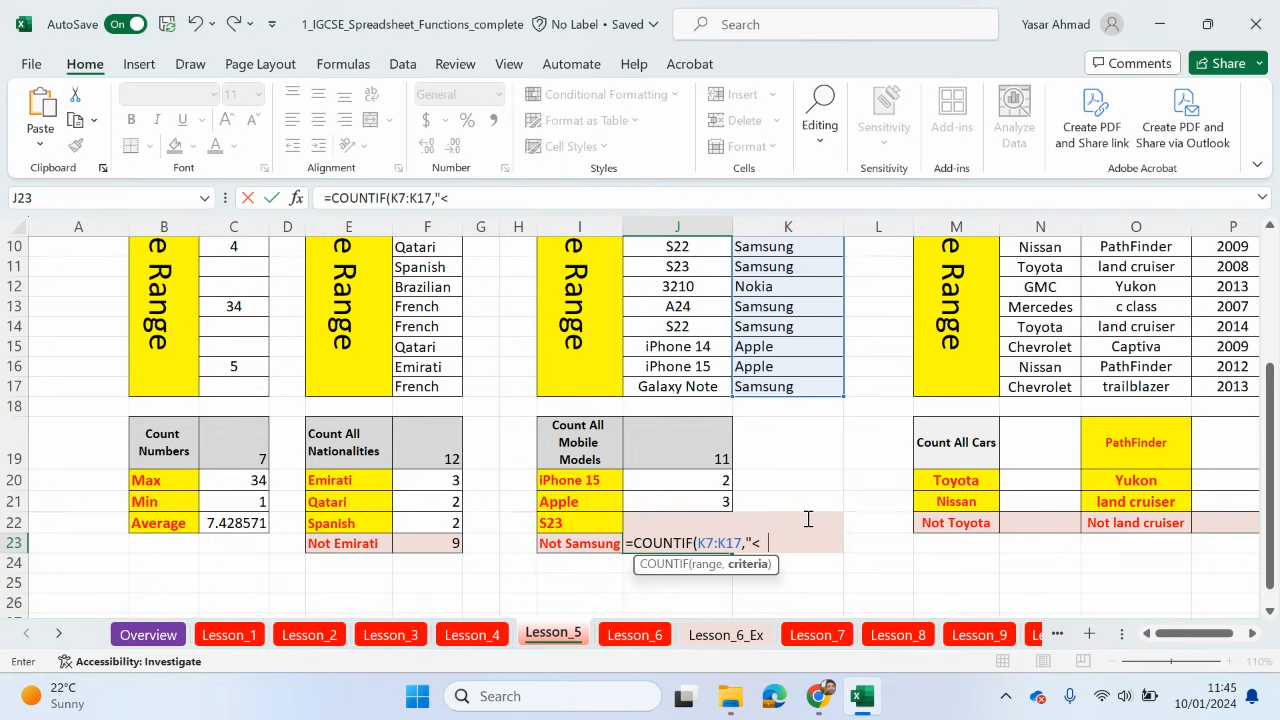 AutoSave On 1_IGCSE_Spreadsheet_Functions_complete No Label • Saved Search Yasar Ahmad
File Home Insert Draw Page Layout Formulas Data Review View Automate Help Acrobat Comments Share
Paste B I U 11 A A General $ % 9 Conditional Formatting Format as Table Cell Styles Insert Delete Format Editing Sensitivity Add-ins Analyze Data Create PDF and Share link Create PDF and Share via Outlook
Clipboard Font Alignment Number Styles Cells Sensitivity Add-ins Adobe Acrobat
J23 fx =COUNTIF(K7:K17,"<
A B C D E F G H I J K L M N O P
10 4 Qatari S22 Samsung Nissan PathFinder 2009
11 Spanish S23 Samsung Toyota land cruiser 2008
12 Brazilian 3210 Nokia GMC Yukon 2013
13 34 French A24 Samsung Mercedes c class 2007
14 French S22 Samsung Toyota land cruiser 2014
15 Qatari iPhone 14 Apple Chevrolet Captiva 2009
16 5 Emirati iPhone 15 Apple Nissan PathFinder 2012
17 French Galaxy Note Samsung Chevrolet trailblazer 2013
e Range e Range e Range e Range
18
19 Count Numbers 7 Count All Nationalities 12 Count All Mobile Models 11 Count All Cars PathFinder
20 Max 34 Emirati 3 iPhone 15 2 Toyota Yukon
21 Min 1 Qatari 2 Apple 3 Nissan land cruiser
22 Average 7.428571 Spanish 2 S23 Not Toyota Not land cruiser
23 Not Emirati 9 Not Samsung =COUNTIF(K7:K17,"<
24 COUNTIF(range, criteria)
25
26
Overview Lesson_1 Lesson_2 Lesson_3 Lesson_4 Lesson_5 Lesson_6 Lesson_6_Ex Lesson_7 Lesson_8 Lesson_9
Enter Accessibility: Investigate 110%
22°C
Sunny
Search
11:45
10/01/2024